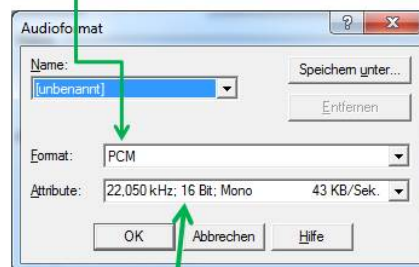 Audioformat
Name:
[unbenannt]
Speichern unter...
Entfernen
Format: PCM
Attribute: 22,050 kHz; 16 Bit; Mono 43 KB/Sek.
OK Abbrechen Hilfe